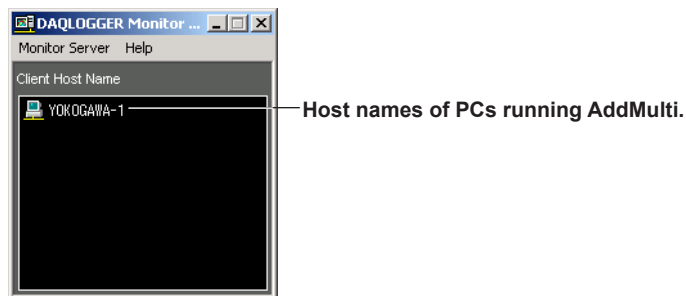 DAQLOGGER Monitor ...
Monitor Server Help
Client Host Name
YOKOGAWA-1
Host names of PCs running AddMulti.